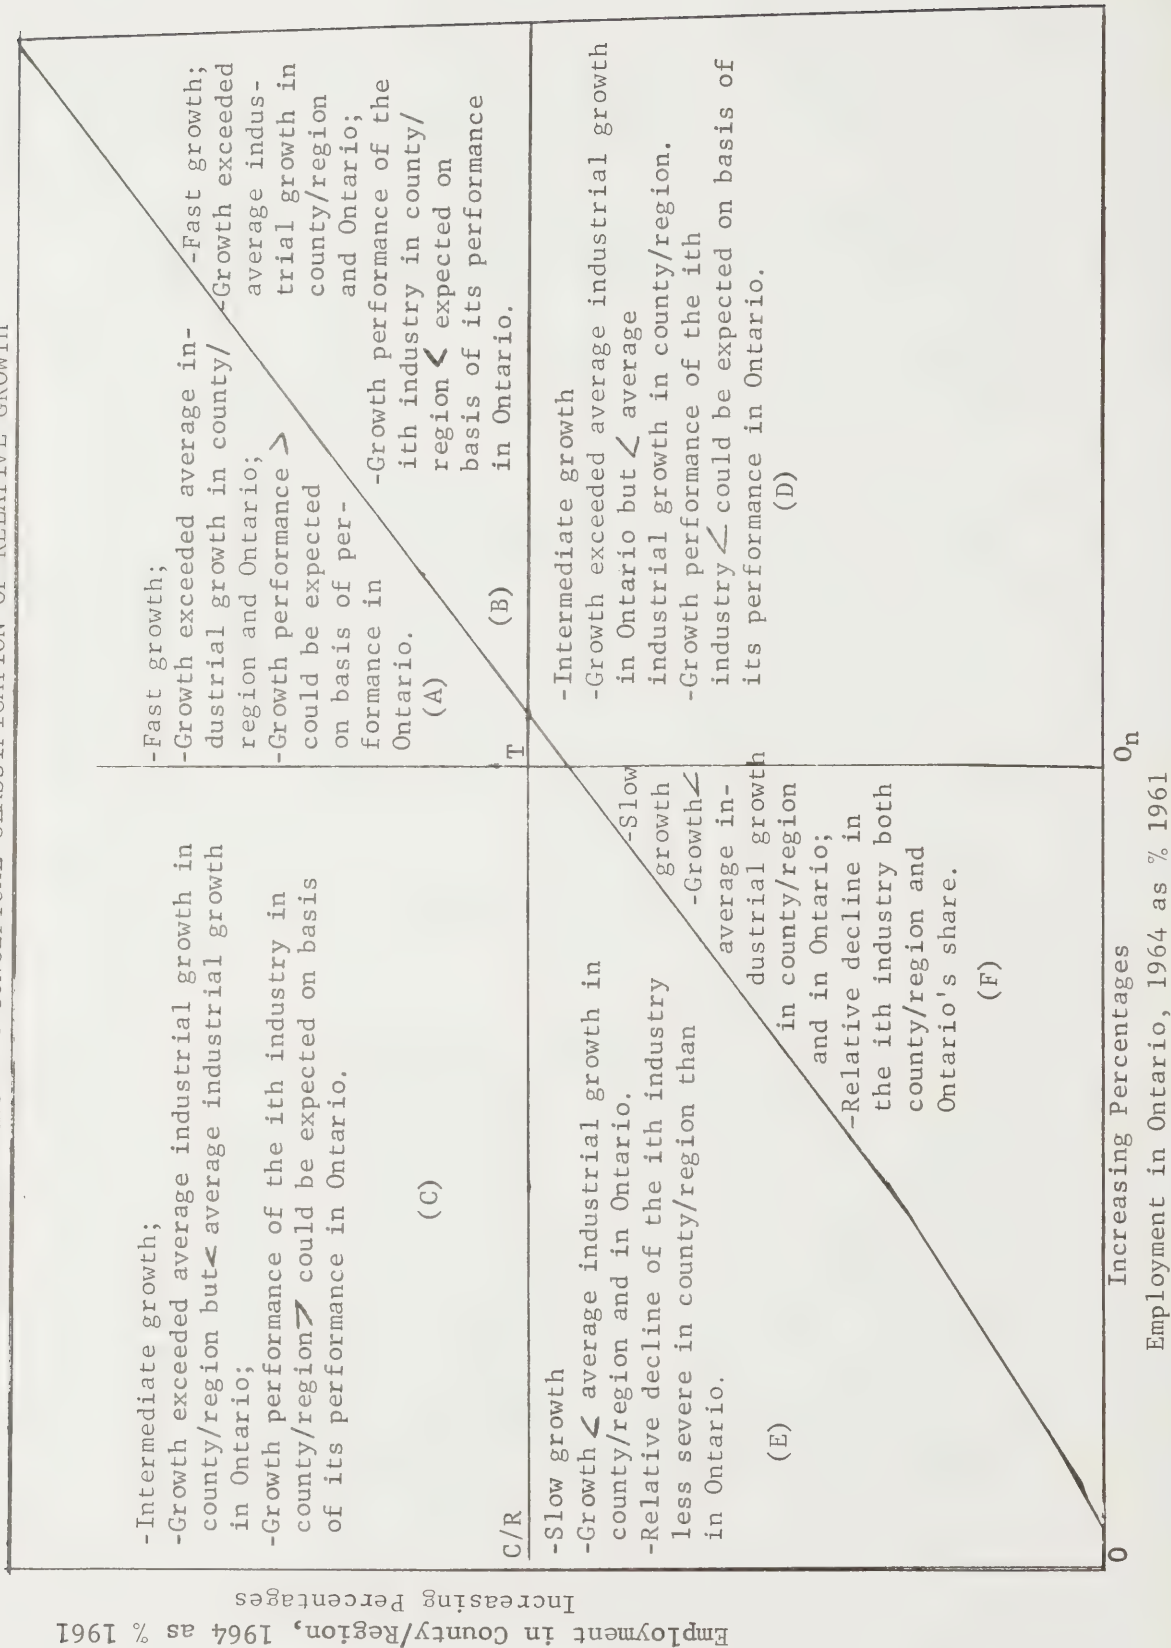 CLASSIFICATION OF RELATIVE GROWTH
-Intermediate growth;
-Growth exceeded average industrial growth in
county/region but < average industrial growth
in Ontario;
-Growth performance of the ith industry in
county/region > could be expected on basis
of its performance in Ontario.
(C)
-Fast growth;
-Growth exceeded average in-
dustrial growth in county/
region and Ontario;
-Growth performance >
could be expected
on basis of per-
formance in
Ontario.
(A)
-Fast growth;
-Growth exceeded
average indus-
trial growth in
county/region
and Ontario;
-Growth performance of the
ith industry in county/
region < expected on
basis of its performance
in Ontario.
(B)
C/R
T
-Slow growth
-Growth < average industrial growth in
county/region and in Ontario.
-Relative decline of the ith industry
less severe in county/region than
in Ontario.
(E)
-Slow
growth
-Growth <
average in-
dustrial growth
in county/region
and in Ontario;
-Relative decline in
the ith industry both
county/region and
Ontario's share.
(F)
-Intermediate growth
-Growth exceeded average industrial growth
in Ontario but < average
industrial growth in county/region.
-Growth performance of the ith
industry < could be expected on basis of
its performance in Ontario.
(D)
0
On
Increasing Percentages
Employment in Ontario, 1964 as % 1961
Employment in County/Region, 1964 as % 1961
Increasing Percentages